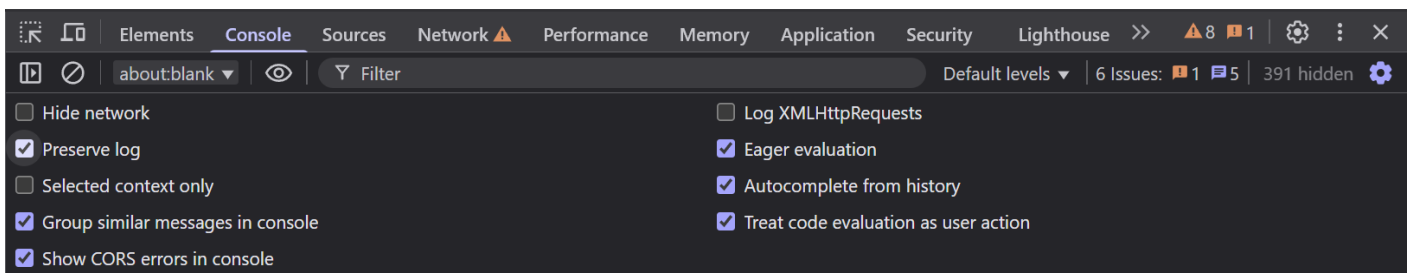 Elements Console Sources Network Performance Memory Application Security Lighthouse 8 1
about:blank Filter Default levels 6 Issues: 1 5 391 hidden
Hide network Log XMLHttpRequests
Preserve log Eager evaluation
Selected context only Autocomplete from history
Group similar messages in console Treat code evaluation as user action
Show CORS errors in console